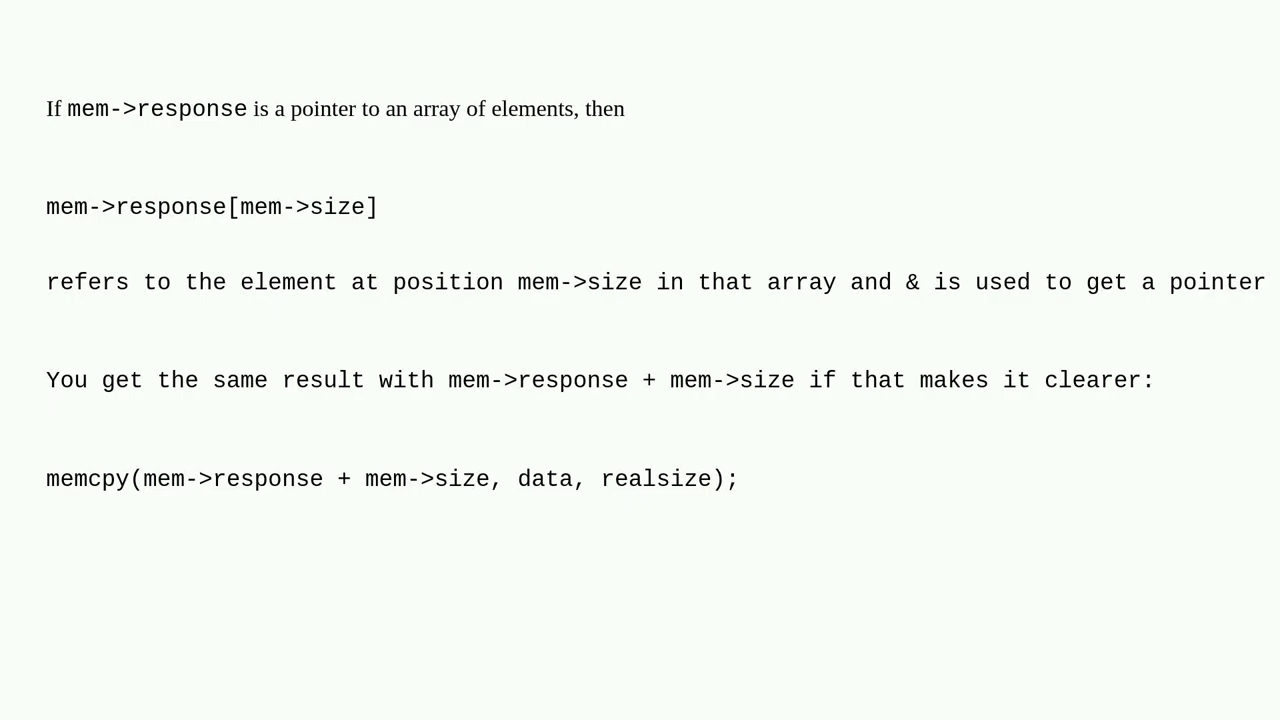 If mem->response is a pointer to an array of elements, then
mem->response[mem->size]
refers to the element at position mem->size in that array and & is used to get a pointer
You get the same result with mem->response + mem->size if that makes it clearer:
memcpy(mem->response + mem->size, data, realsize);